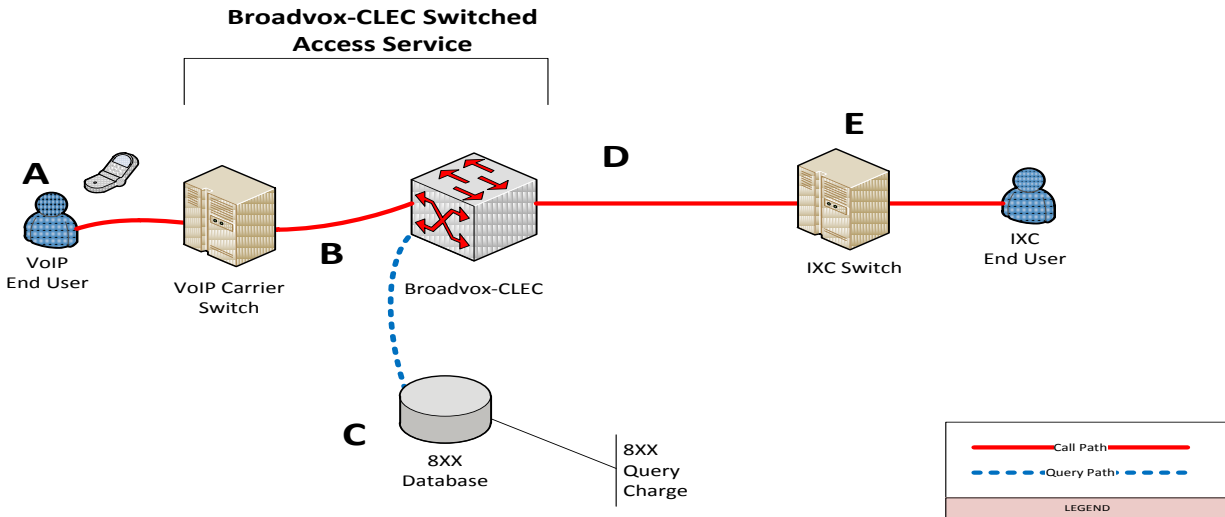 Broadvox-CLEC Switched
Access Service
A
B
C
D
E
VoIP
End User
VoIP Carrier
Switch
Broadvox-CLEC
IXC Switch
IXC
End User
8XX
Database
8XX
Query
Charge
Call Path
Query Path
LEGEND